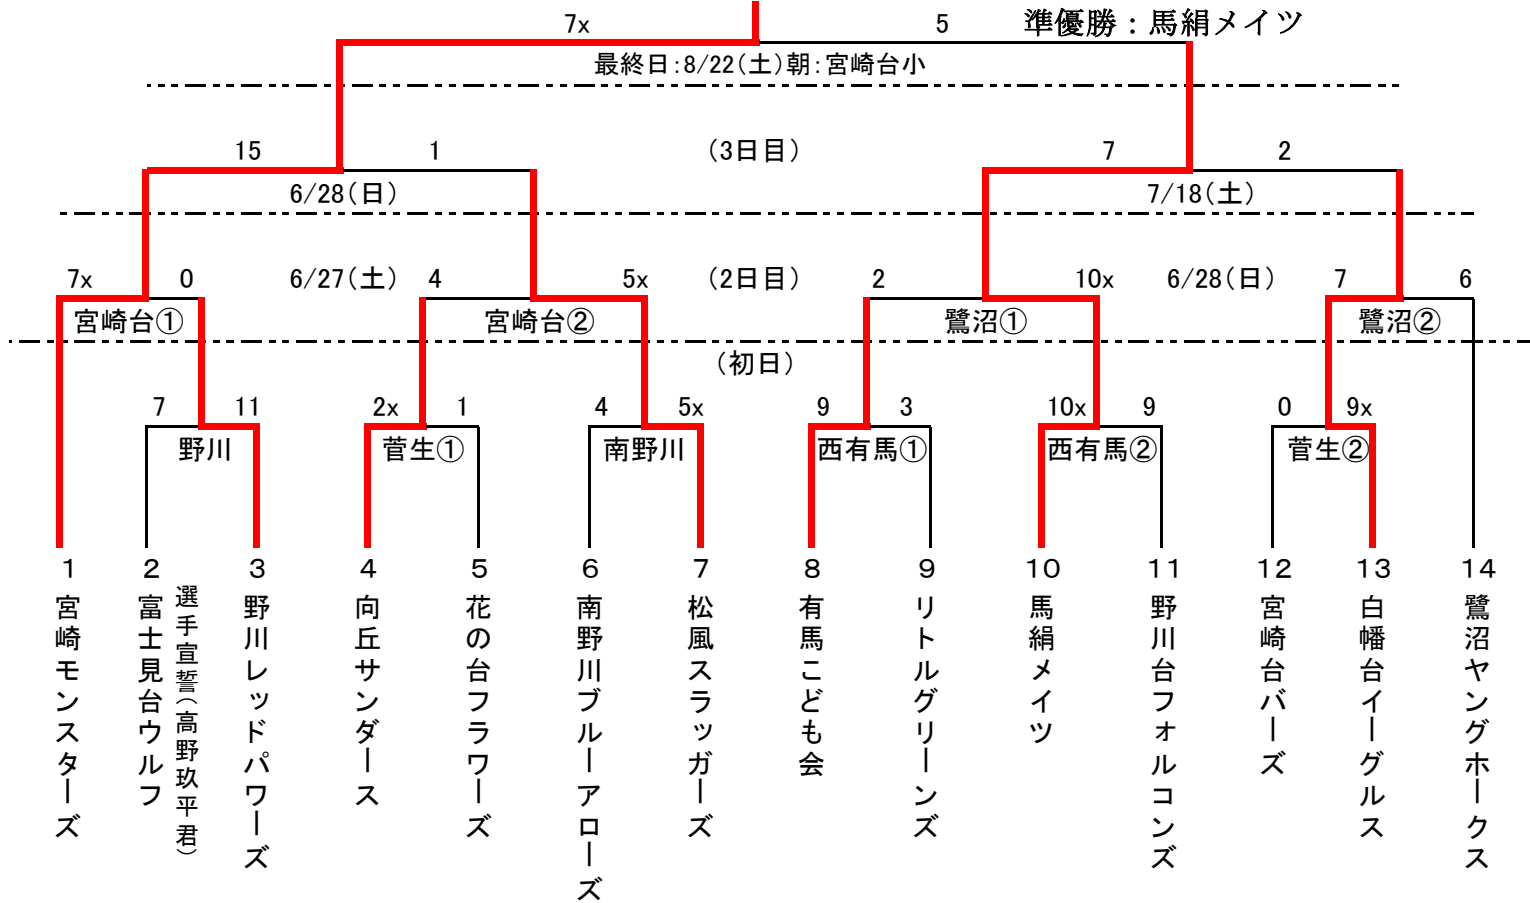 7x 5 準優勝：馬絹メイツ
最終日：8/22（土）朝：宮崎台小
15 1 （3日目） 7 2
6/28（日） 7/18（土）
7x 0 6/27（土） 4 5x （2日目） 2 10x 6/28（日） 7 6
宮崎台① 宮崎台② 鷺沼① 鷺沼②
（初日）
7 11 2x 1 4 5x 9 3 10x 9 0 9x
野川 菅生① 南野川 西有馬① 西有馬② 菅生②
1 2 3 4 5 6 7 8 9 10 11 12 13 14
宮崎モンスターズ
富士見台ウルフ
選手宣誓（高野玖平君）
野川レッドパワーズ
向丘サンダース
花の台フラワーズ
南野川ブルーアローズ
松風スラッガーズ
有馬こども会
リトルグリーンズ
馬絹メイツ
野川台フォルコンズ
宮崎台バーズ
白幡台イーグルス
鷺沼ヤングホークス